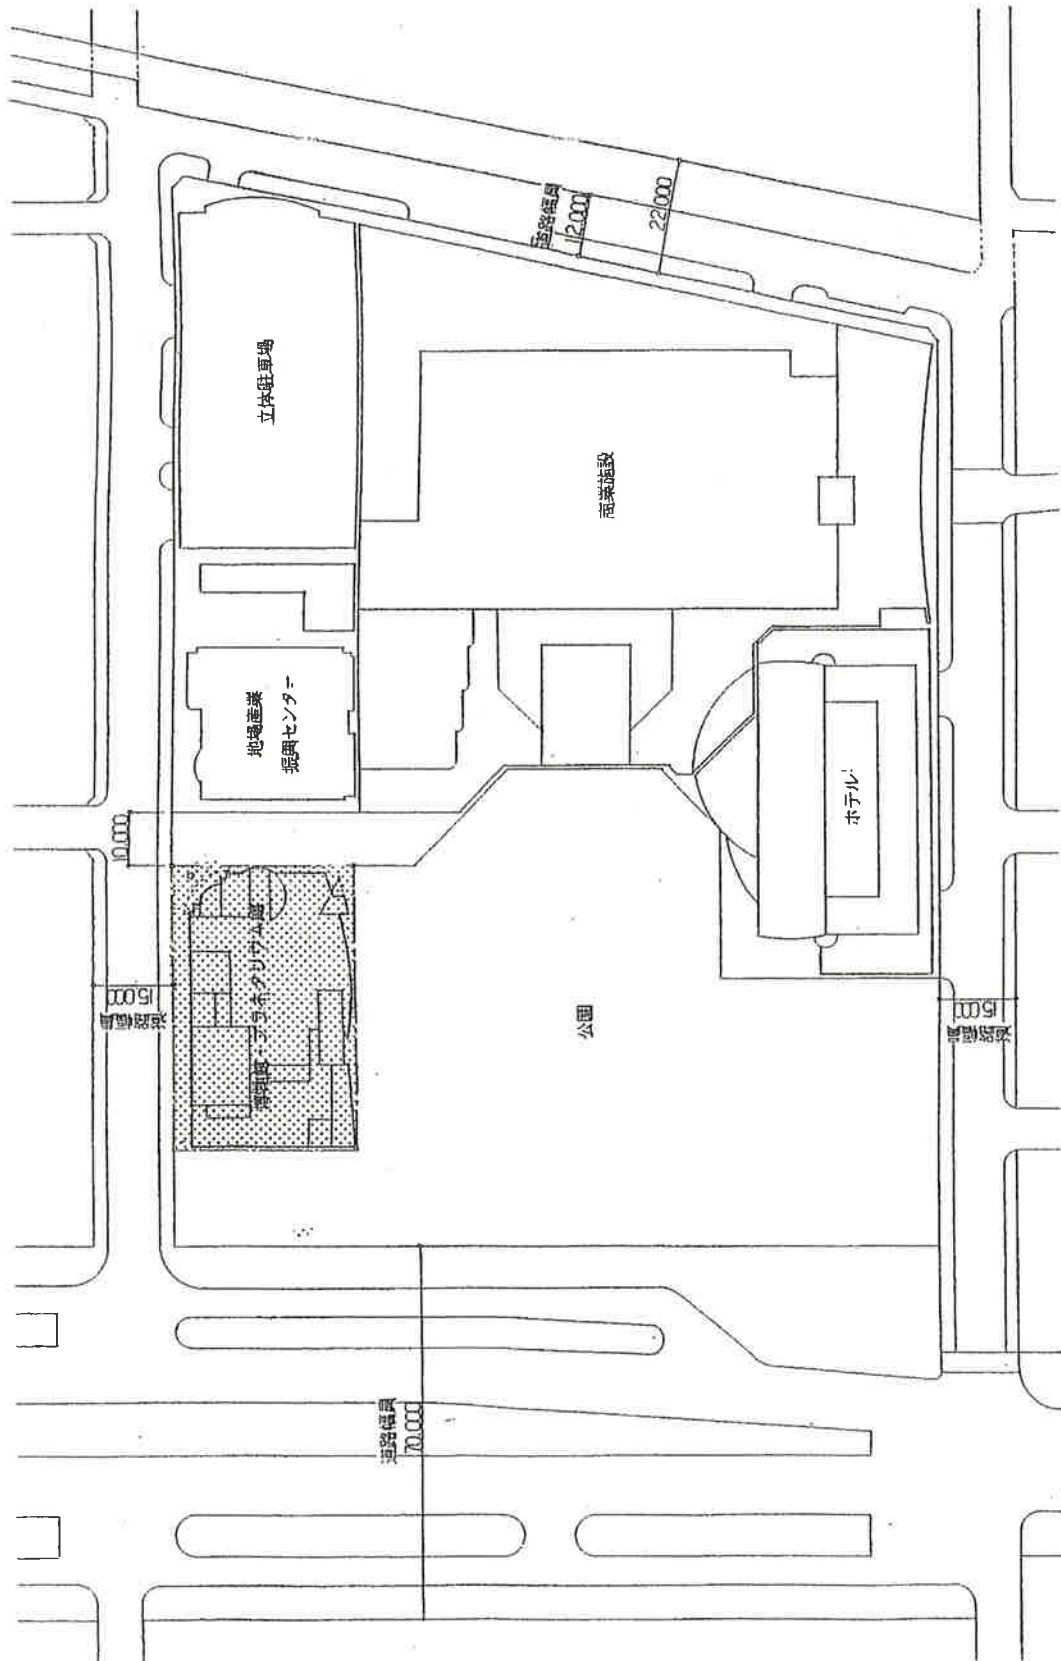 道路幅員
12,000
22,000
立体駐車場
商業施設
地場産業
振興センター
ホテル
10,000
道路幅員
15,000
博物館・プラネタリウム館
公園
道路幅員
15,000
道路幅員
70,000